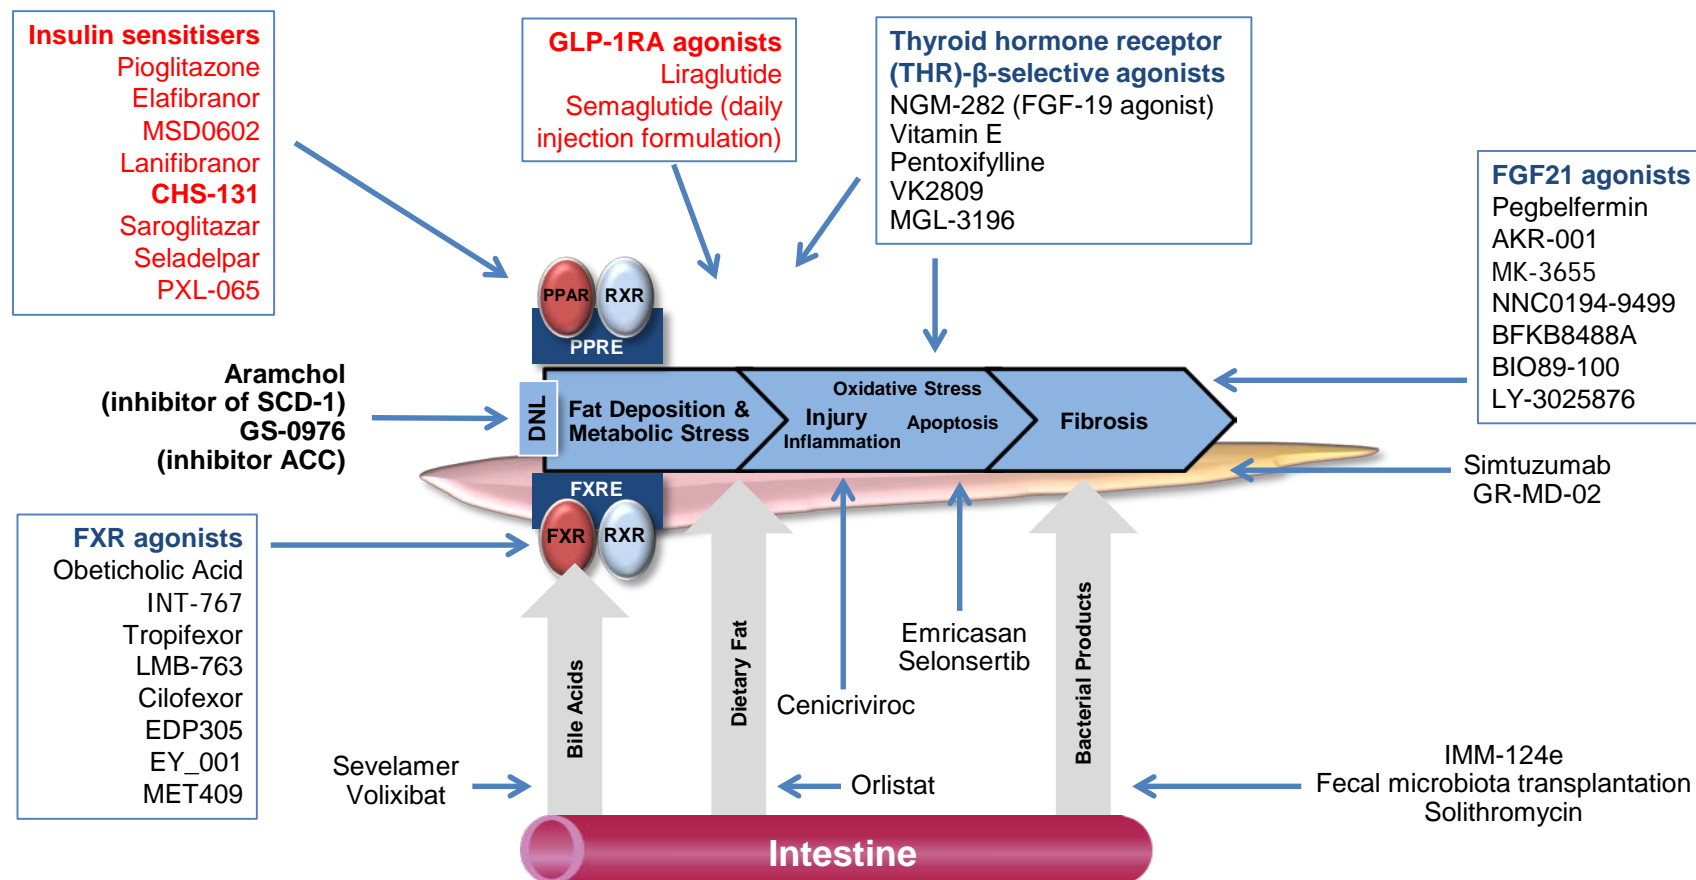 Insulin sensitisers
Pioglitazone
Elafibranor
MSD0602
Lanifibranor
CHS-131
Saroglitazar
Seladelpar
PXL-065
GLP-1RA agonists
Liraglutide
Semaglutide (daily
injection formulation)
Thyroid hormone receptor
(THR)-β-selective agonists
NGM-282 (FGF-19 agonist)
Vitamin E
Pentoxifylline
VK2809
MGL-3196
FGF21 agonists
Pegbelfermin
AKR-001
MK-3655
NNC0194-9499
BFKB8488A
BIO89-100
LY-3025876
PPAR
RXR
PPRE
Aramchol
(inhibitor of SCD-1)
GS-0976
(inhibitor ACC)
DNL
Fat Deposition &
Metabolic Stress
Oxidative Stress
Injury
Inflammation
Apoptosis
Fibrosis
Simtuzumab
GR-MD-02
FXRE
FXR
RXR
FXR agonists
Obeticholic Acid
INT-767
Tropifexor
LMB-763
Cilofexor
EDP305
EY_001
MET409
Bile Acids
Dietary Fat
Bacterial Products
Emricasan
Selonsertib
Cenicriviroc
Sevelamer
Volixibat
Orlistat
IMM-124e
Fecal microbiota transplantation
Solithromycin
Intestine